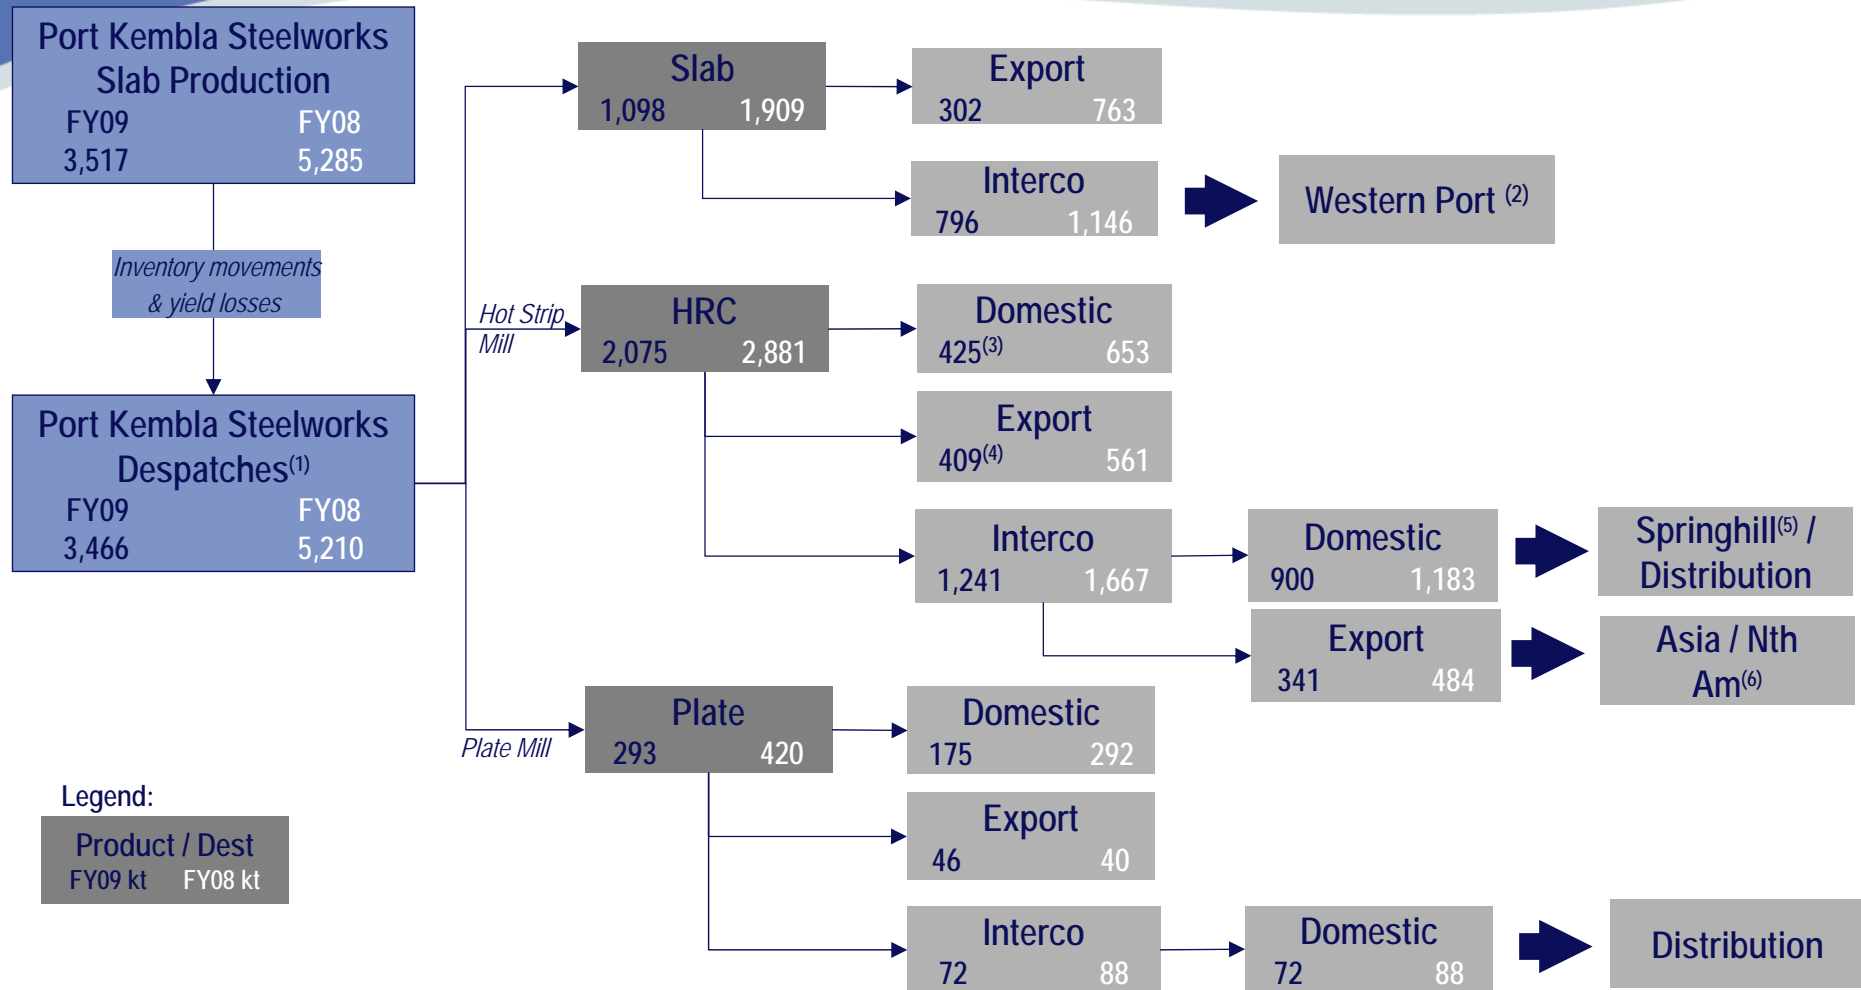 Port Kembla Steelworks
Slab Production
FY09 FY08
3,517 5,285
Inventory movements
& yield losses
Port Kembla Steelworks
Despatches(1)
FY09 FY08
3,466 5,210
Slab
1,098 1,909
Export
302 763
Interco
796 1,146
Western Port (2)
Hot Strip
Mill
HRC
2,075 2,881
Domestic
425(3) 653
Export
409(4) 561
Interco
1,241 1,667
Domestic
900 1,183
Springhill(5) /
Distribution
Export
341 484
Asia / Nth
Am(6)
Plate Mill
Plate
293 420
Domestic
175 292
Export
46 40
Interco
72 88
Domestic
72 88
Distribution
Legend:
Product / Dest
FY09 kt FY08 kt